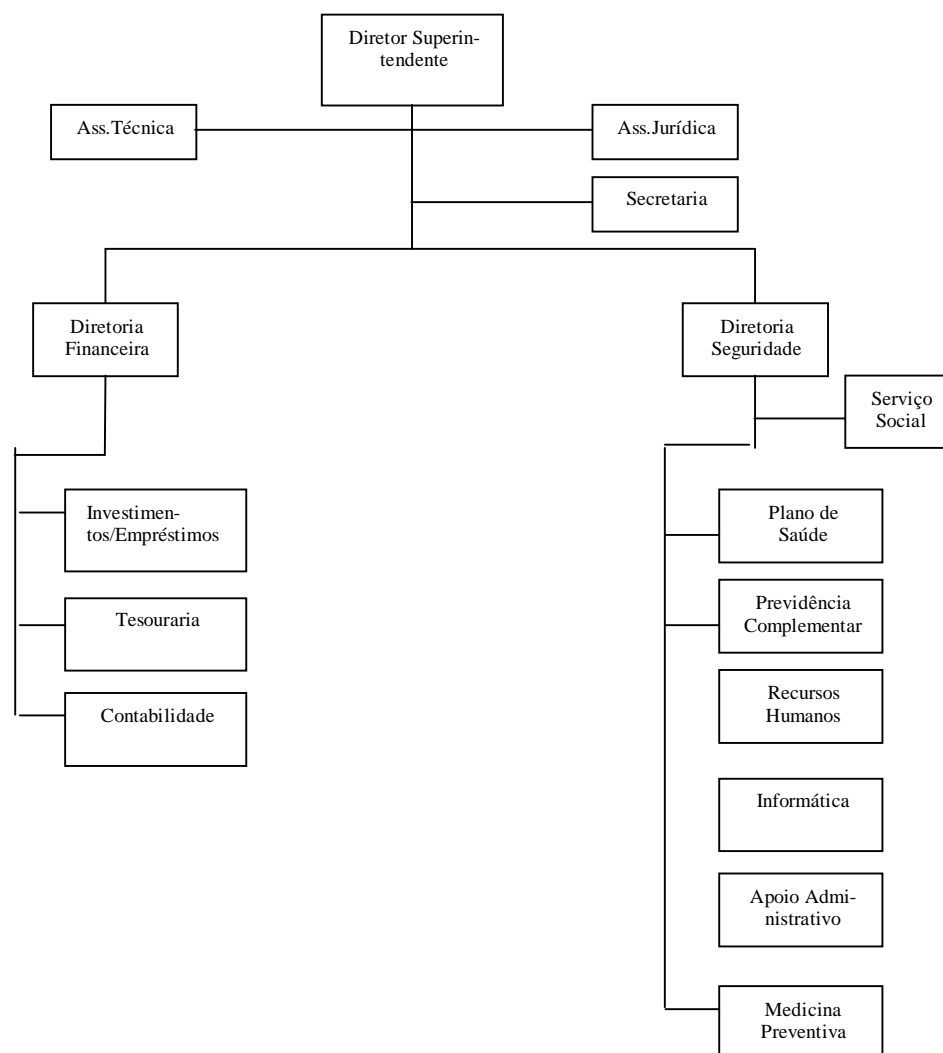 Diretor Superin-
tendente
Ass.Técnica
Ass.Jurídica
Secretaria
Diretoria
Financeira
Diretoria
Seguridade
Serviço
Social
Investimen-
tos/Empréstimos
Tesouraria
Contabilidade
Plano de
Saúde
Previdência
Complementar
Recursos
Humanos
Informática
Apoio Admi-
nistrativo
Medicina
Preventiva